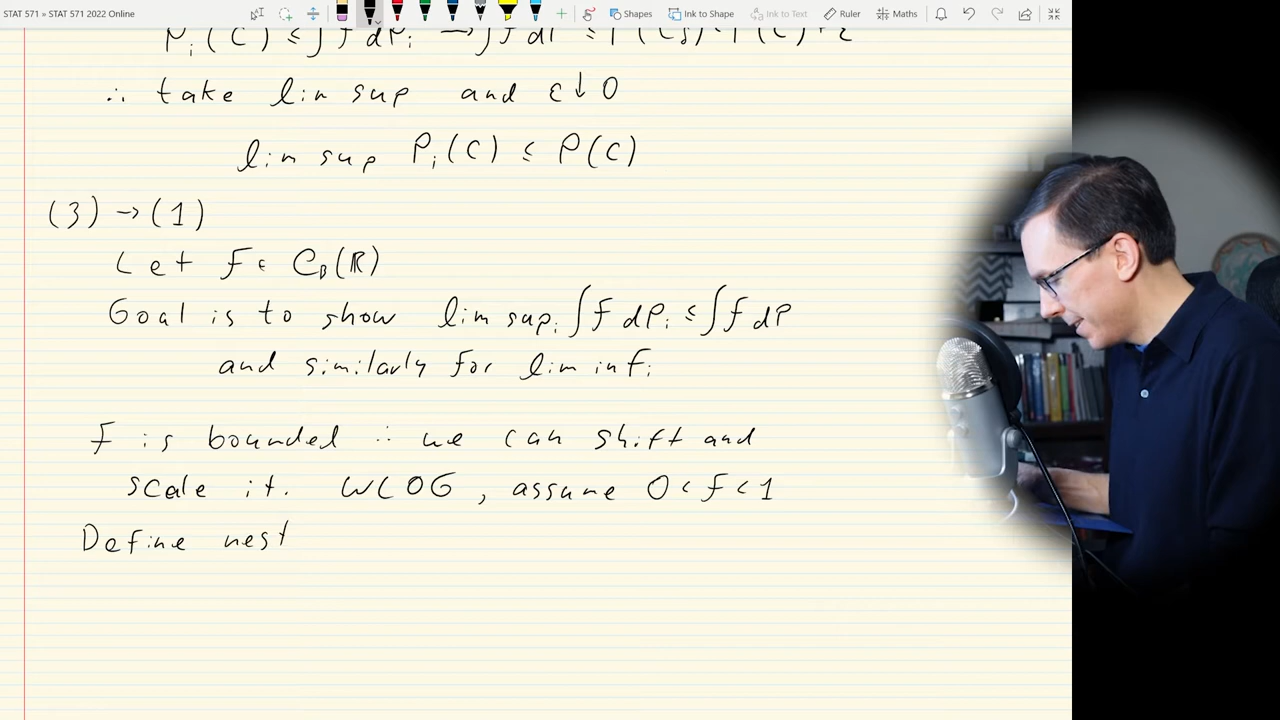 STAT 571 » STAT 571 2022 Online
Shapes
Ink to Shape
Ink to Text
Ruler
Maths
∴ take lim sup and ε↓0
lim sup Pᵢ(C) ≤ P(C)
(3) → (1)
Let f ∈ C_B(ℝ)
Goal is to show lim supᵢ ∫f dPᵢ ≤ ∫f dP
and similarly for lim infᵢ
f is bounded ∴ we can shift and
scale it. WLOG, assume 0 < f < 1
Define nest